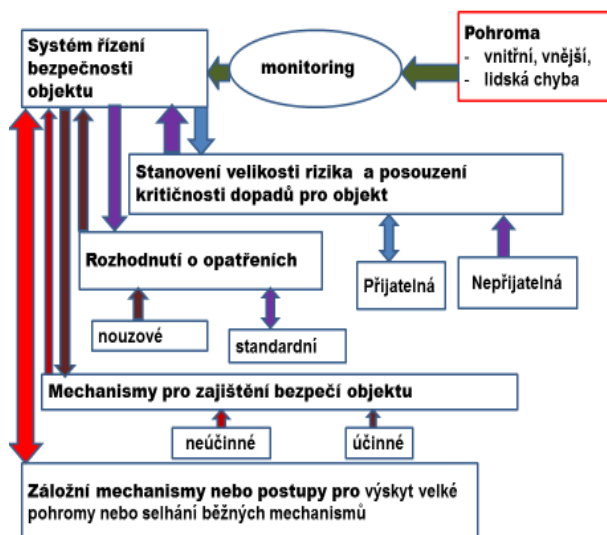 Systém řízení
bezpečnosti
objektu
monitoring
Pohroma
- vnitřní, vnější,
- lidská chyba
Stanovení velikosti rizika a posouzení
kritičnosti dopadů pro objekt
Rozhodnutí o opatřeních
Přijatelná
Nepřijatelná
nouzové
standardní
Mechanismy pro zajištění bezpečí objektu
neúčinné
účinné
Záložní mechanismy nebo postupy pro výskyt velké
pohromy nebo selhání běžných mechanismů